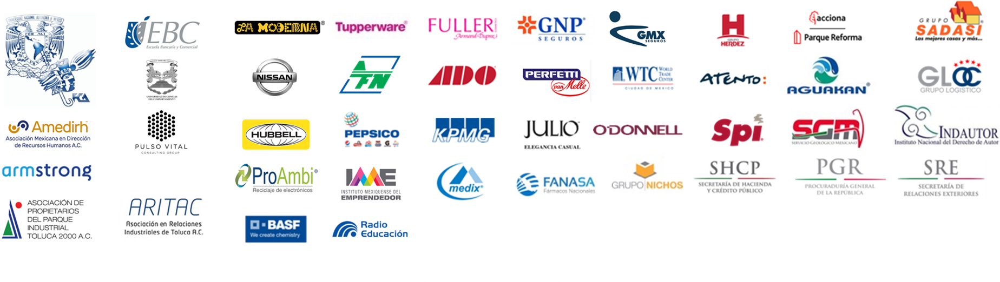 UNIVERSIDAD NACIONAL AUTÓNOMA DE MÉXICO
FCA
EBC
Escuela Bancaria y Comercial
LA MODERNA®
Tupperware®
FULLER
COSMETICS
Armand Dupree
GNP®
SEGUROS
GMX
SEGUROS
H
GRUPO
HERDEZ
acciona
Parque Reforma
GRUPO
SADASI
Las mejores casas y más...
UNIVERSIDAD DE CIENCIAS
DEL COMPORTAMIENTO
NISSAN
AFN
ADO
PERFETTI
van Melle
WTC WORLD
TRADE
CENTER
CIUDAD DE MEXICO
ATENTO:
AGUAKAN®
GLOC
GRUPO LOGISTICO
Amedirh
Asociación Mexicana en Dirección
de Recursos Humanos A.C.
PULSO VITAL
CONSULTING GROUP
HUBBELL
PEPSICO
KPMG
JULIO
ELEGANCIA CASUAL
O'DONNELL
Spi
SGM
SERVICIO GEOLÓGICO MEXICANO
INDAUTOR
Instituto Nacional del Derecho de Autor
armstrong
ProAmbi®
Reciclaje de electrónicos
IME
INSTITUTO MEXIQUENSE DEL
EMPRENDEDOR
medix®
FANASA
Fármacos Nacionales
GRUPO NICHOS
SHCP
SECRETARÍA DE HACIENDA
Y CRÉDITO PÚBLICO
PGR
PROCURADURÍA GENERAL
DE LA REPÚBLICA
SRE
SECRETARÍA DE
RELACIONES EXTERIORES
ASOCIACIÓN DE
PROPIETARIOS
DEL PARQUE
INDUSTRIAL
TOLUCA 2000 A.C.
ARITAC
Asociación en Relaciones
Industriales de Toluca A.C.
BASF
We create chemistry
Radio
Educación